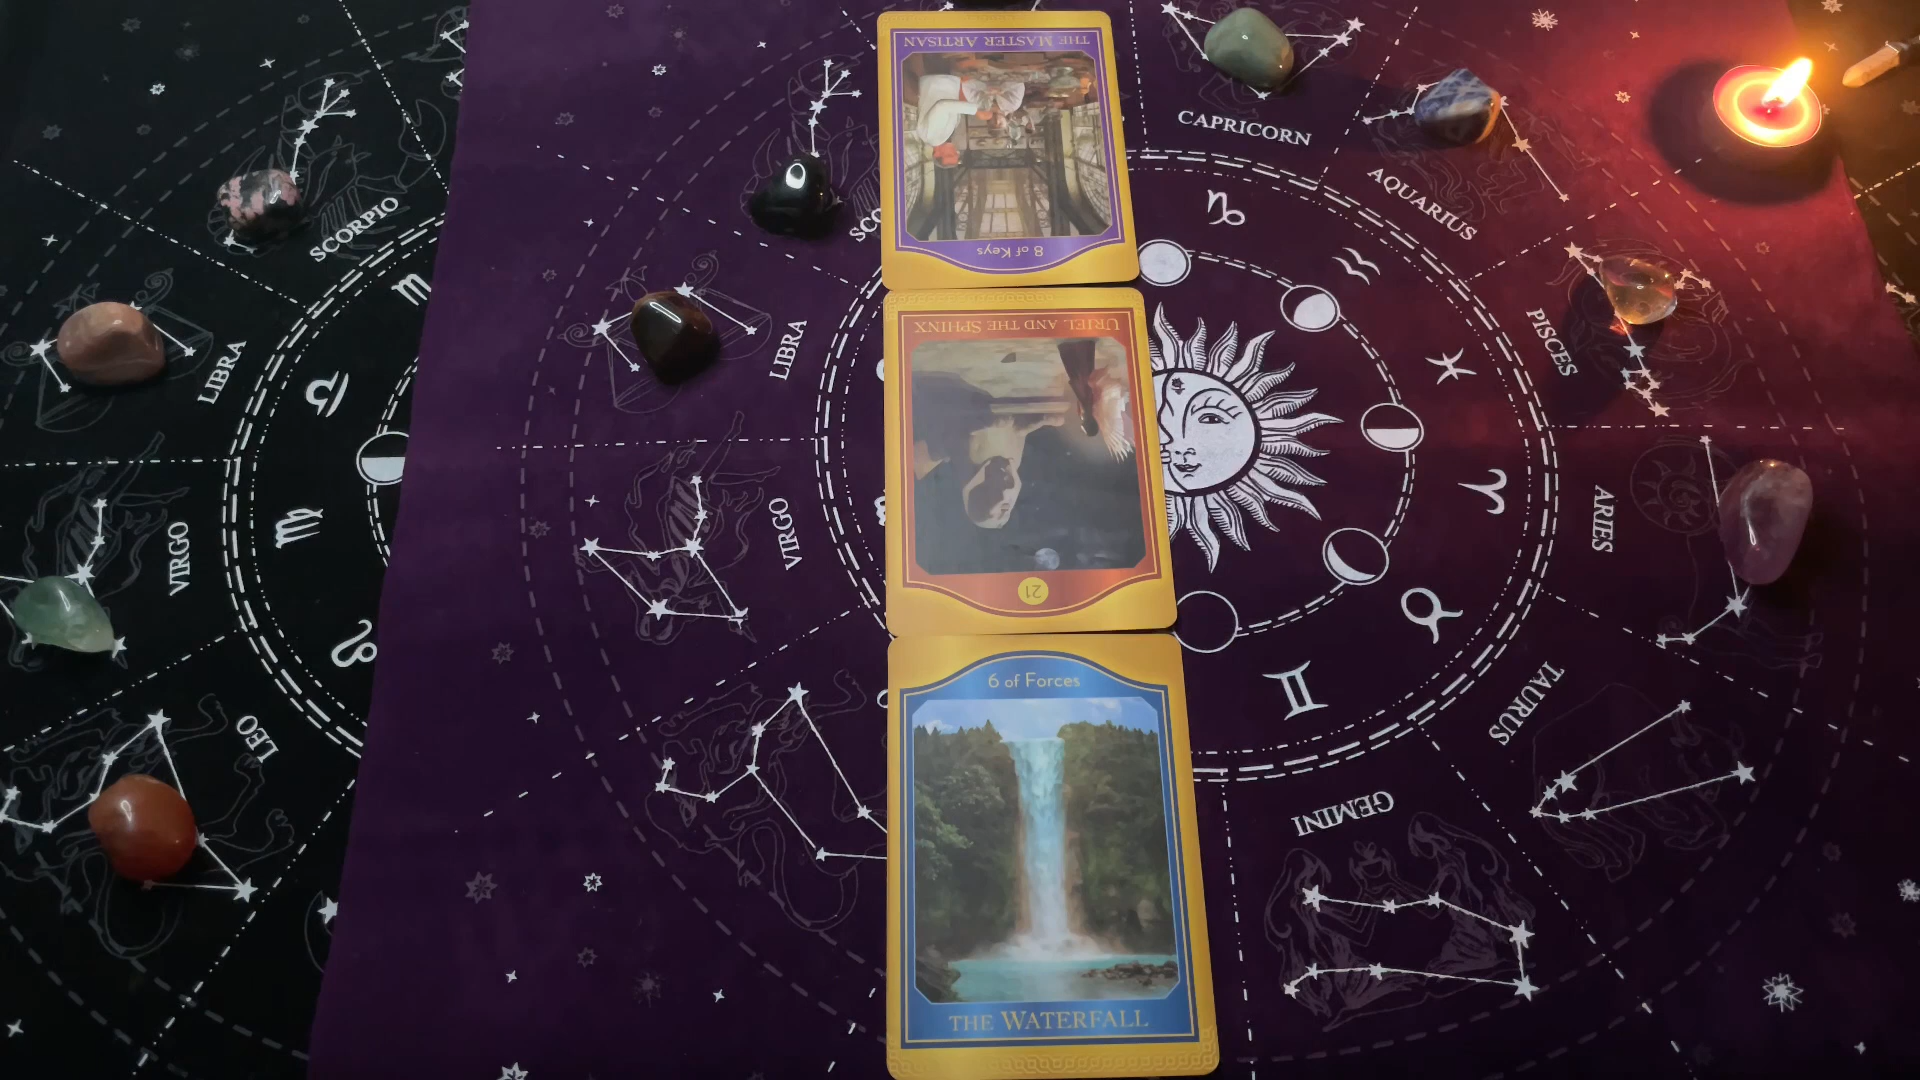 THE MASTER ARTISAN
8 of Keys
CAPRICORN
AQUARIUS
SCORPIO
SCO
URIEL AND THE SPHINX
21
LIBRA
LIBRA
PISCES
VIRGO
VIRGO
ARIES
6 of Forces
THE WATERFALL
LEO
TAURUS
GEMINI